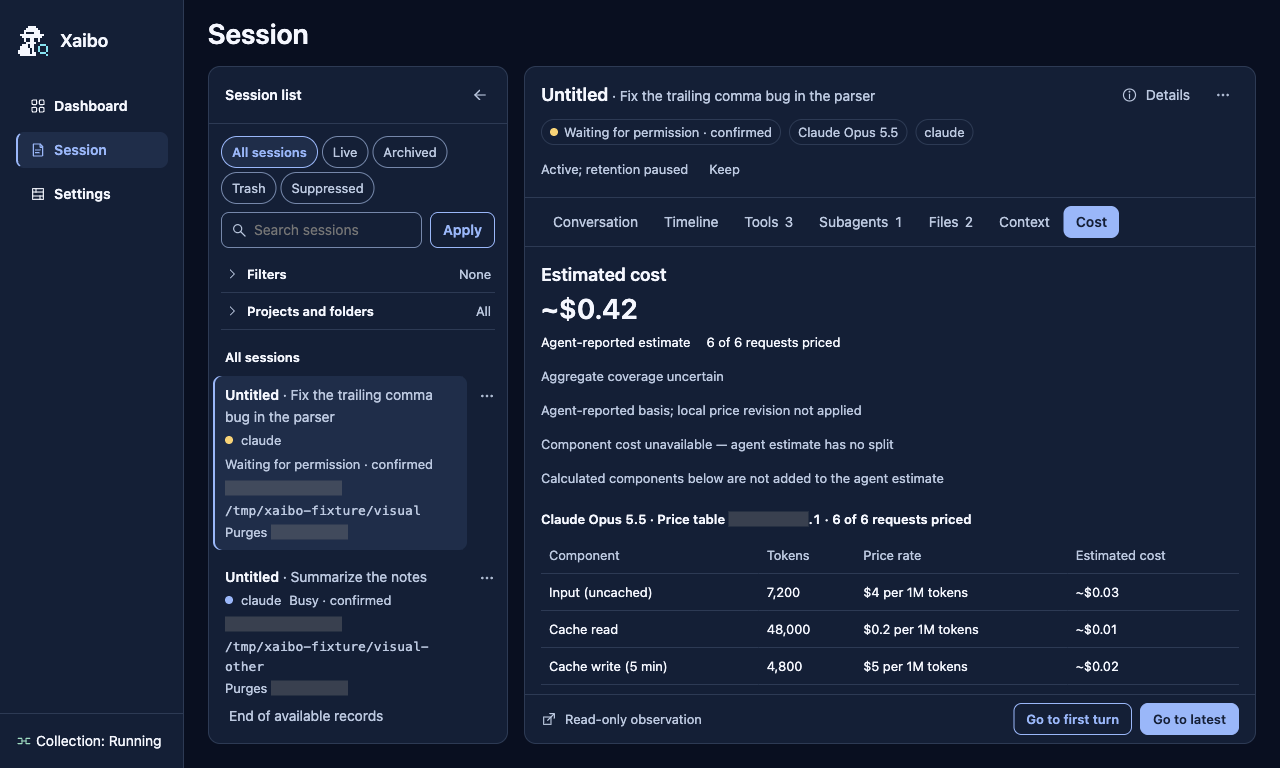 Xaibo
Dashboard
Session
Settings
Collection: Running
Session
Session list
All sessions
Live
Archived
Trash
Suppressed
Search sessions
Apply
Filters
None
Projects and folders
All
All sessions
Untitled · Fix the trailing comma
bug in the parser
claude
Waiting for permission · confirmed
/tmp/xaibo-fixture/visual
Purges
Untitled · Summarize the notes
claude Busy · confirmed
/tmp/xaibo-fixture/visual-
other
Purges
End of available records
Untitled · Fix the trailing comma bug in the parser
Details
Waiting for permission · confirmed
Claude Opus 5.5
claude
Active; retention paused
Keep
Conversation
Timeline
Tools 3
Subagents 1
Files 2
Context
Cost
Estimated cost
~$0.42
Agent-reported estimate 6 of 6 requests priced
Aggregate coverage uncertain
Agent-reported basis; local price revision not applied
Component cost unavailable — agent estimate has no split
Calculated components below are not added to the agent estimate
Claude Opus 5.5 · Price table .1 · 6 of 6 requests priced
Component Tokens Price rate Estimated cost
Input (uncached) 7,200 $4 per 1M tokens ~$0.03
Cache read 48,000 $0.2 per 1M tokens ~$0.01
Cache write (5 min) 4,800 $5 per 1M tokens ~$0.02
Read-only observation
Go to first turn
Go to latest